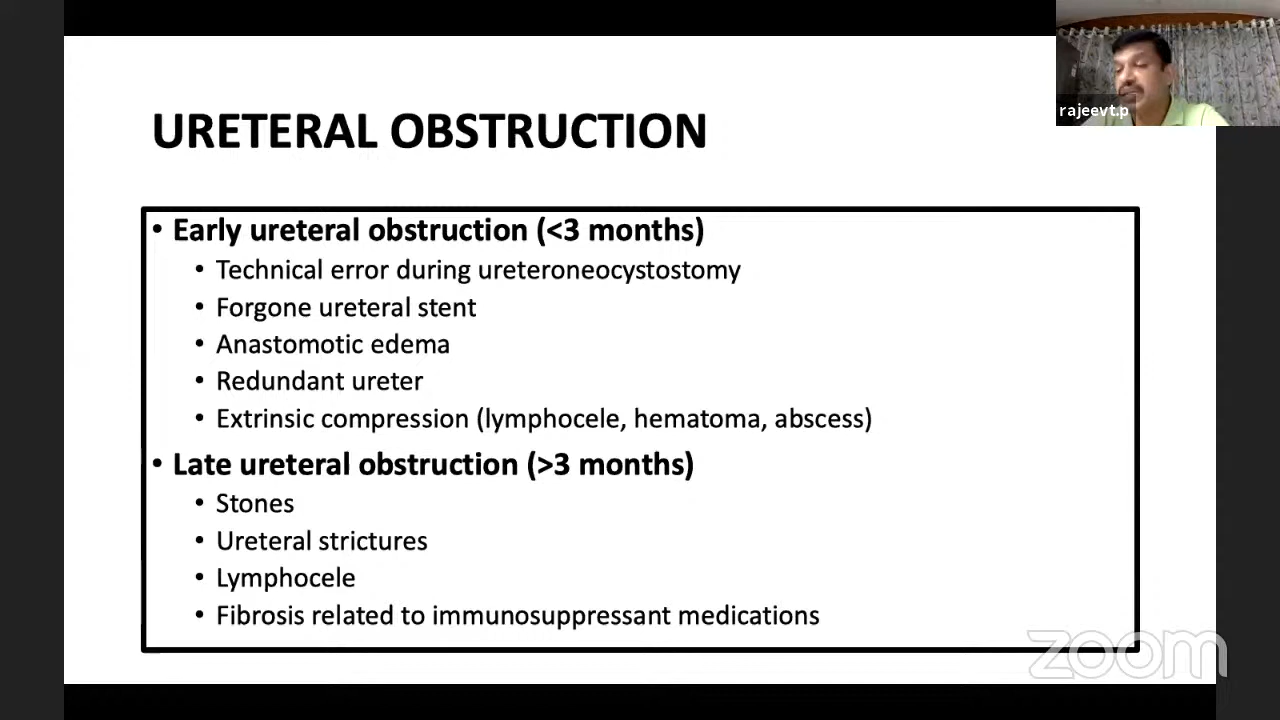 rajeevt.p
URETERAL OBSTRUCTION
• Early ureteral obstruction (<3 months)
• Technical error during ureteroneocystostomy
• Forgone ureteral stent
• Anastomotic edema
• Redundant ureter
• Extrinsic compression (lymphocele, hematoma, abscess)
• Late ureteral obstruction (>3 months)
• Stones
• Ureteral strictures
• Lymphocele
• Fibrosis related to immunosuppressant medications
zoom